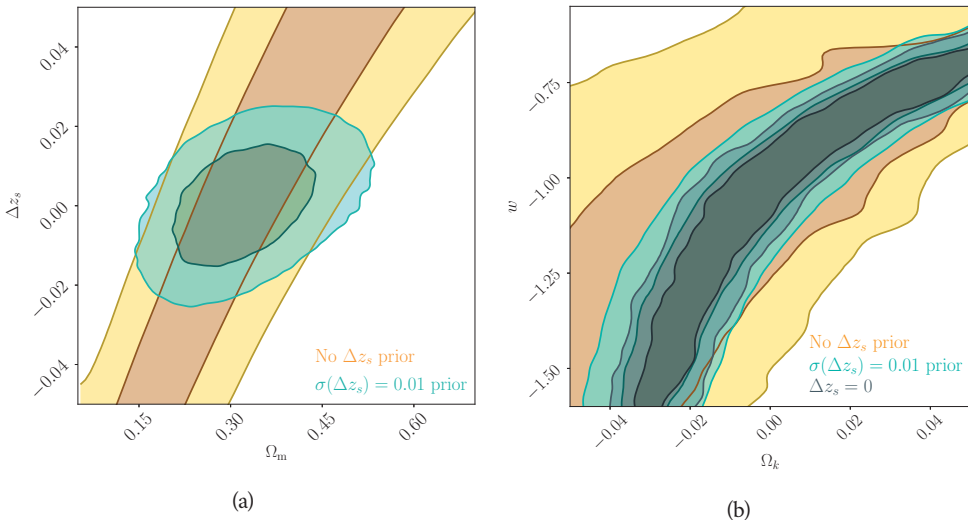 0.04
0.02
0.00
−0.02
−0.04
Δz_s
0.15
0.30
0.45
0.60
Ω_m
No Δz_s prior
σ(Δz_s) = 0.01 prior
(a)
−0.75
−1.00
−1.25
−1.50
w
−0.04
−0.02
0.00
0.02
0.04
Ω_k
No Δz_s prior
σ(Δz_s) = 0.01 prior
Δz_s = 0
(b)